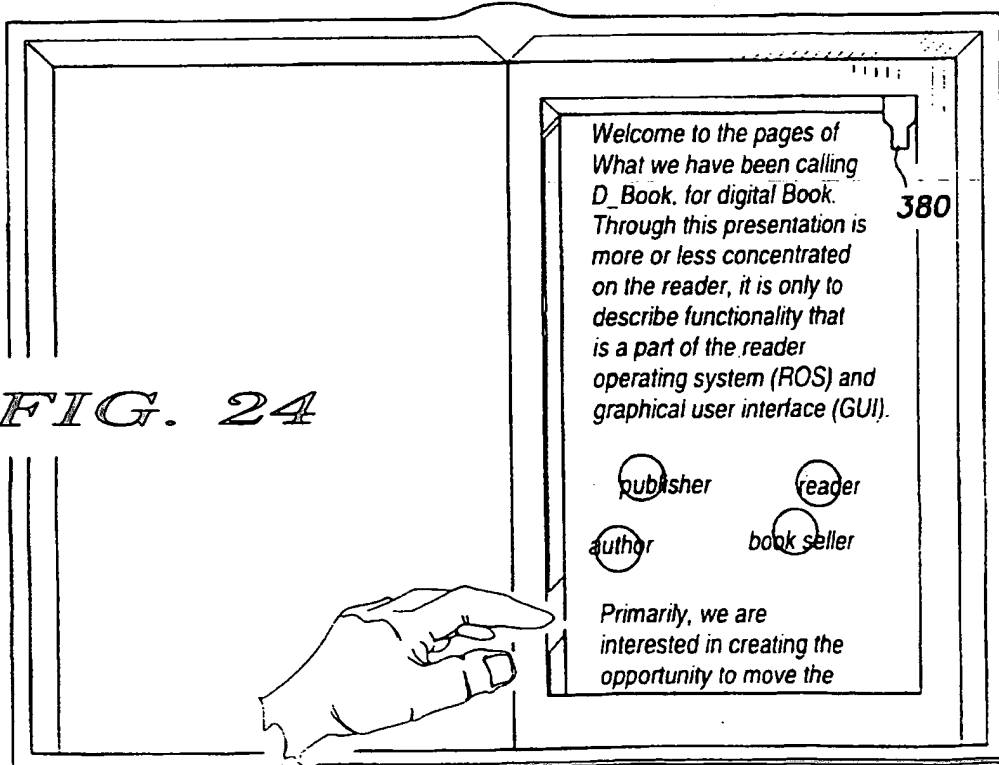 Welcome to the pages of
What we have been calling
D_Book, for digital Book.
380
Through this presentation is
more or less concentrated
on the reader, it is only to
describe functionality that
is a part of the reader
operating system (ROS) and
graphical user interface (GUI).
FIG. 24
publisher reader
author book seller
Primarily, we are
interested in creating the
opportunity to move the